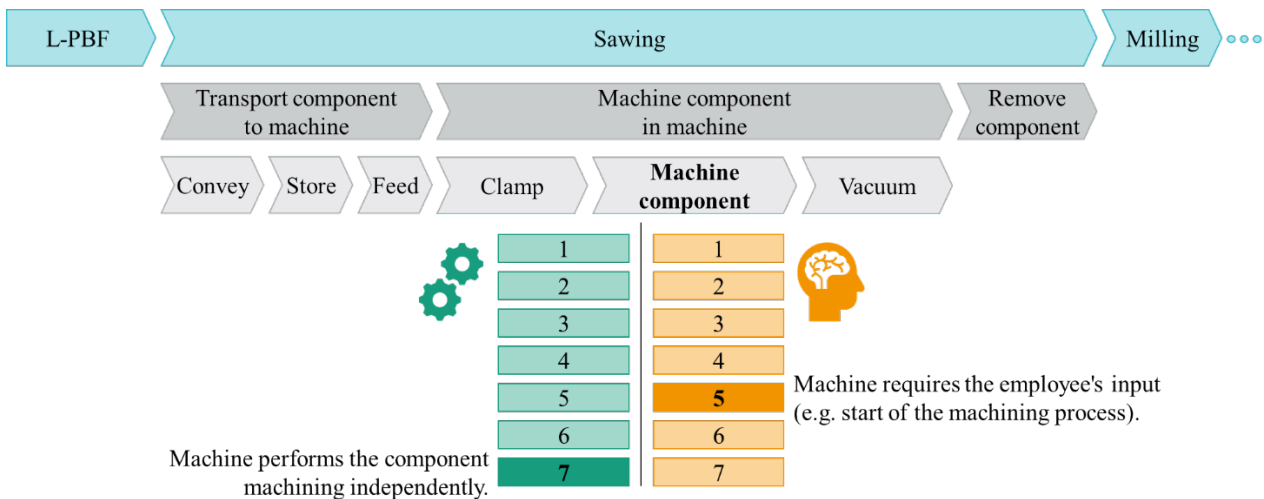 L-PBF
Sawing
Milling
Transport component
to machine
Machine component
in machine
Remove
component
Convey
Store
Feed
Clamp
Machine
component
Vacuum
1
2
3
4
5
6
7
1
2
3
4
5
6
7
Machine requires the employee's input
(e.g. start of the machining process).
Machine performs the component
machining independently.